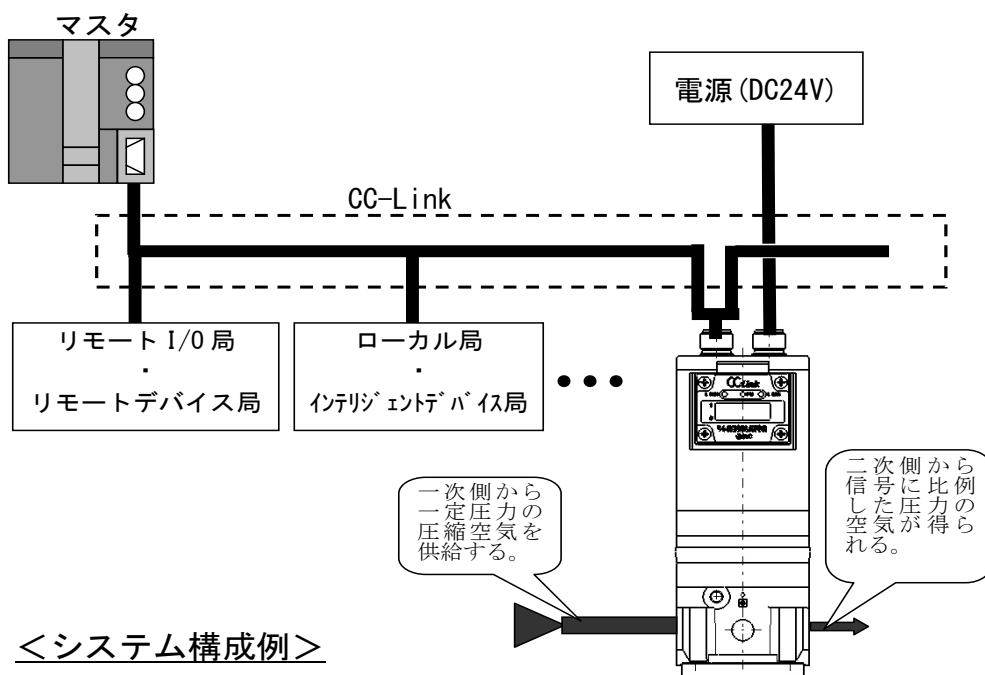 マスタ
電源(DC24V)
CC-Link
リモート I/O 局
・
リモートデバイス局
ローカル局
・
インテリジェントデバイス局
●●●
CC-Link
一次側から
一定圧力の
圧縮空気を
供給する。
二次側から
信号に比例
した圧力の
空気が得ら
れる。
＜システム構成例＞